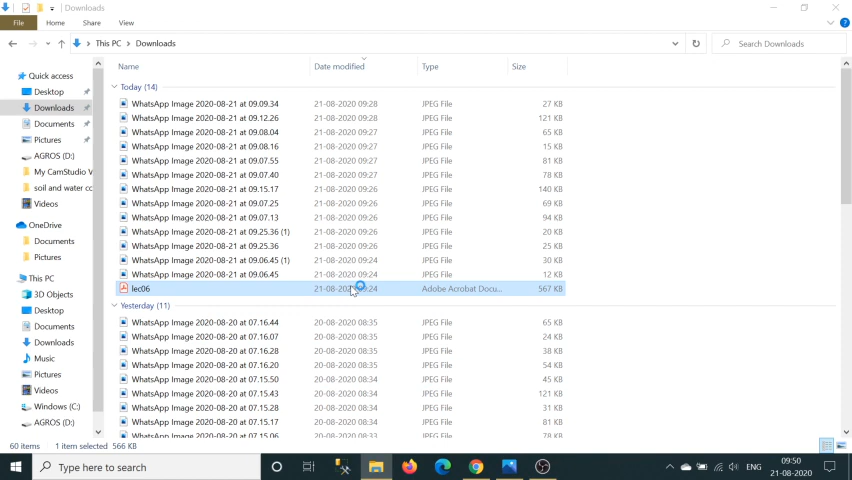 Downloads
File Home Share View
This PC Downloads Search Downloads
Name Date modified Type Size
Quick access
Desktop
Downloads
Documents
Pictures
AGROS (D:)
My CamStudio V
soil and water cc
Videos
OneDrive
Documents
Pictures
This PC
3D Objects
Desktop
Documents
Downloads
Music
Pictures
Videos
Windows (C:)
AGROS (D:)
Today (14)
WhatsApp Image 2020-08-21 at 09.09.34 21-08-2020 09:28 JPEG File 27 KB
WhatsApp Image 2020-08-21 at 09.12.26 21-08-2020 09:28 JPEG File 121 KB
WhatsApp Image 2020-08-21 at 09.08.04 21-08-2020 09:27 JPEG File 65 KB
WhatsApp Image 2020-08-21 at 09.08.16 21-08-2020 09:27 JPEG File 15 KB
WhatsApp Image 2020-08-21 at 09.07.55 21-08-2020 09:27 JPEG File 81 KB
WhatsApp Image 2020-08-21 at 09.07.40 21-08-2020 09:27 JPEG File 78 KB
WhatsApp Image 2020-08-21 at 09.15.17 21-08-2020 09:26 JPEG File 140 KB
WhatsApp Image 2020-08-21 at 09.07.25 21-08-2020 09:26 JPEG File 69 KB
WhatsApp Image 2020-08-21 at 09.07.13 21-08-2020 09:26 JPEG File 94 KB
WhatsApp Image 2020-08-21 at 09.25.36 (1) 21-08-2020 09:26 JPEG File 20 KB
WhatsApp Image 2020-08-21 at 09.25.36 21-08-2020 09:26 JPEG File 25 KB
WhatsApp Image 2020-08-21 at 09.06.45 (1) 21-08-2020 09:24 JPEG File 30 KB
WhatsApp Image 2020-08-21 at 09.06.45 21-08-2020 09:24 JPEG File 12 KB
lec06 21-08-2020 09:24 Adobe Acrobat Docu... 567 KB
Yesterday (11)
WhatsApp Image 2020-08-20 at 07.16.44 20-08-2020 08:35 JPEG File 65 KB
WhatsApp Image 2020-08-20 at 07.16.07 20-08-2020 08:35 JPEG File 24 KB
WhatsApp Image 2020-08-20 at 07.16.28 20-08-2020 08:35 JPEG File 38 KB
WhatsApp Image 2020-08-20 at 07.16.20 20-08-2020 08:35 JPEG File 54 KB
WhatsApp Image 2020-08-20 at 07.15.50 20-08-2020 08:34 JPEG File 45 KB
WhatsApp Image 2020-08-20 at 07.15.43 20-08-2020 08:34 JPEG File 121 KB
WhatsApp Image 2020-08-20 at 07.15.28 20-08-2020 08:34 JPEG File 31 KB
WhatsApp Image 2020-08-20 at 07.15.17 20-08-2020 08:34 JPEG File 81 KB
WhatsApp Image 2020-08-20 at 07.15.06 20-08-2020 08:33 JPEG File 78 KB
60 items 1 item selected 566 KB
Type here to search ENG 09:50
21-08-2020